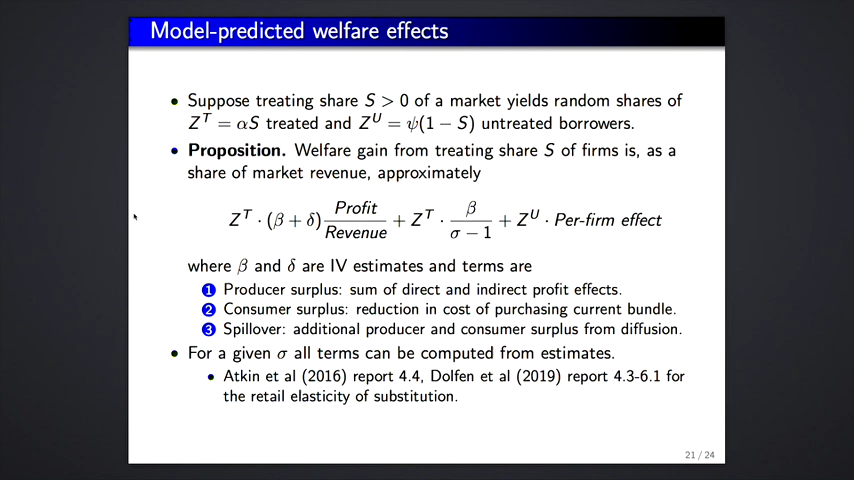 Model-predicted welfare effects
• Suppose treating share S > 0 of a market yields random shares of
Z^T = αS treated and Z^U = ψ(1 − S) untreated borrowers.
• Proposition. Welfare gain from treating share S of firms is, as a
share of market revenue, approximately
Z^T · (β + δ) Profit/Revenue + Z^T · β/(σ − 1) + Z^U · Per-firm effect
where β and δ are IV estimates and terms are
1 Producer surplus: sum of direct and indirect profit effects.
2 Consumer surplus: reduction in cost of purchasing current bundle.
3 Spillover: additional producer and consumer surplus from diffusion.
• For a given σ all terms can be computed from estimates.
• Atkin et al (2016) report 4.4, Dolfen et al (2019) report 4.3-6.1 for
the retail elasticity of substitution.
21 / 24